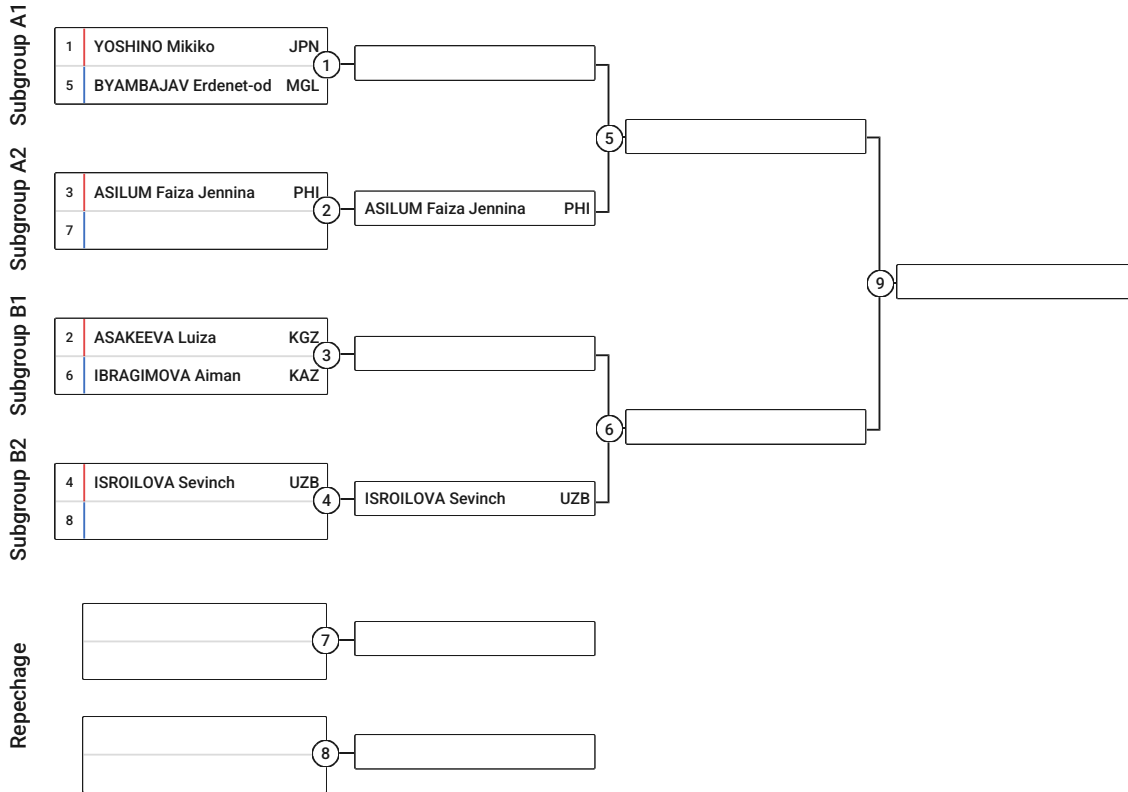 Subgroup A1
1 YOSHINO Mikiko JPN
5 BYAMBAJAV Erdenet-od MGL
1
5
Subgroup A2
3 ASILUM Faiza Jennina PHI
7
2
ASILUM Faiza Jennina PHI
9
Subgroup B1
2 ASAKEEVA Luiza KGZ
6 IBRAGIMOVA Aiman KAZ
3
6
Subgroup B2
4 ISROILOVA Sevinch UZB
8
4
ISROILOVA Sevinch UZB
Repechage
7
8